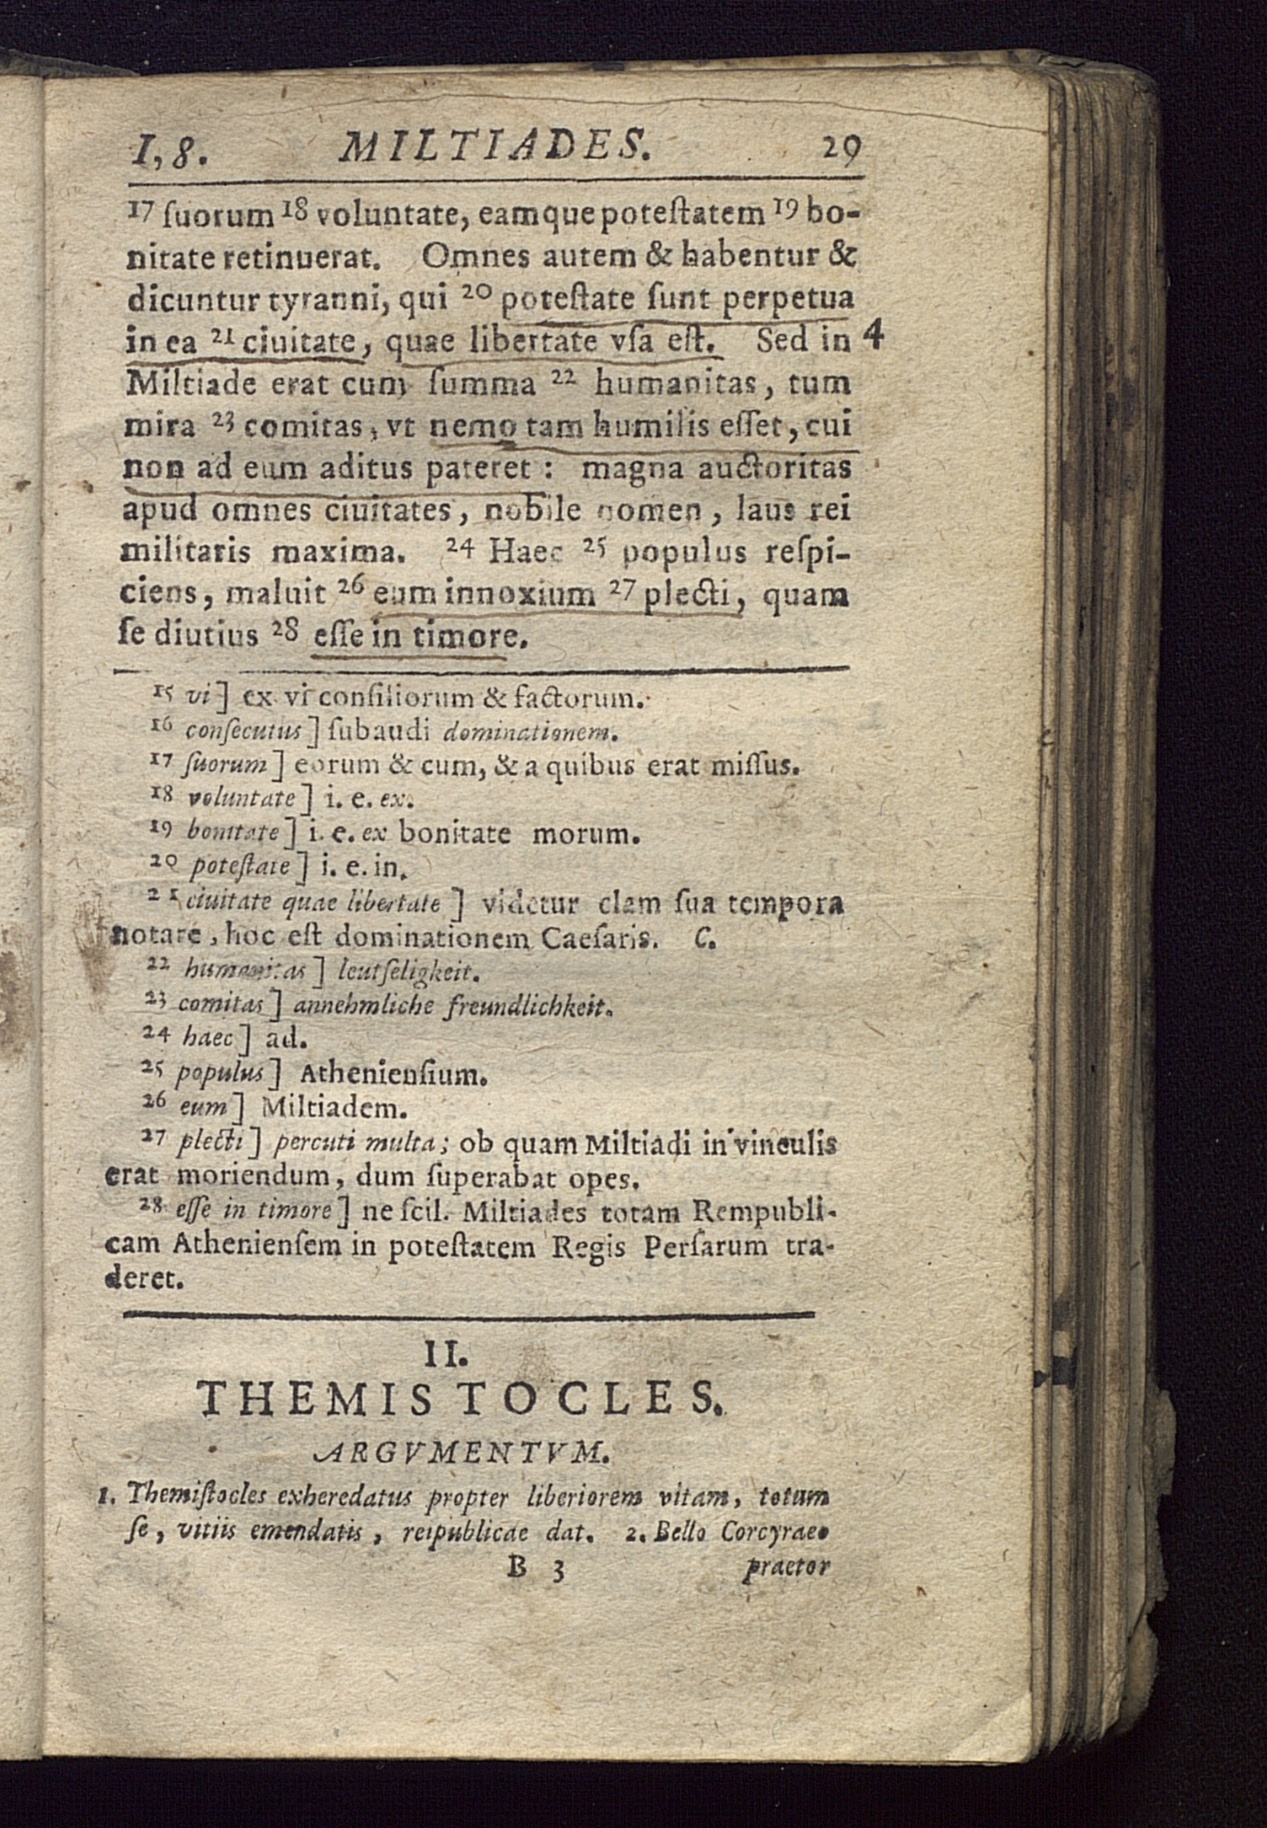 I, 8. MILTIADES. 29
17 ſuorum 18 voluntate, eamque poteſtatem 19 bo-
nitate retinuerat. Omnes autem & habentur &
dicuntur tyranni, qui 20 poteſtate ſunt perpetua
in ea 21 ciuitate, quae libertate vſa eſt. Sed in 4
Miltiade erat cum ſumma 22 humanitas, tum
mira 23 comitas, vt nemo tam humilis eſſet, cui
non ad eum aditus pateret: magna auctoritas
apud omnes ciuitates, nobile nomen, laus rei
militaris maxima. 24 Haec 25 populus reſpi-
ciens, maluit 26 eum innoxium 27 plecti, quam
ſe diutius 28 eſſe in timore.
15 vi] ex vi conſiliorum & factorum.
16 conſecutus] ſubaudi dominationem.
17 ſuorum] eorum & cum, & a quibus erat miſſus.
18 voluntate] i. e. ex.
19 bonitate] i. e. ex bonitate morum.
20 poteſtate] i. e. in.
21 ciuitate quae libertate] videtur clam ſua tempora
notare, hoc eſt dominationem Caeſaris. C.
22 humanitas] leutſeligkeit.
23 comitas] annehmliche freundlichkeit.
24 haec] ad.
25 populus] Athenienſium.
26 eum] Miltiadem.
27 plecti] percuti multa; ob quam Miltiadi in vinculis
erat moriendum, dum ſuperabat opes.
28 eſſe in timore] ne ſcil. Miltiades totam Rempubli-
cam Athenienſem in poteſtatem Regis Perſarum tra-
deret.
II.
THEMISTOCLES.
ARGVMENTVM.
1. Themiſtocles exheredatus propter liberiorem vitam, totum
ſe, vitiis emendatis, reipublicae dat. 2. Bello Corcyraeo
B 3 praetor